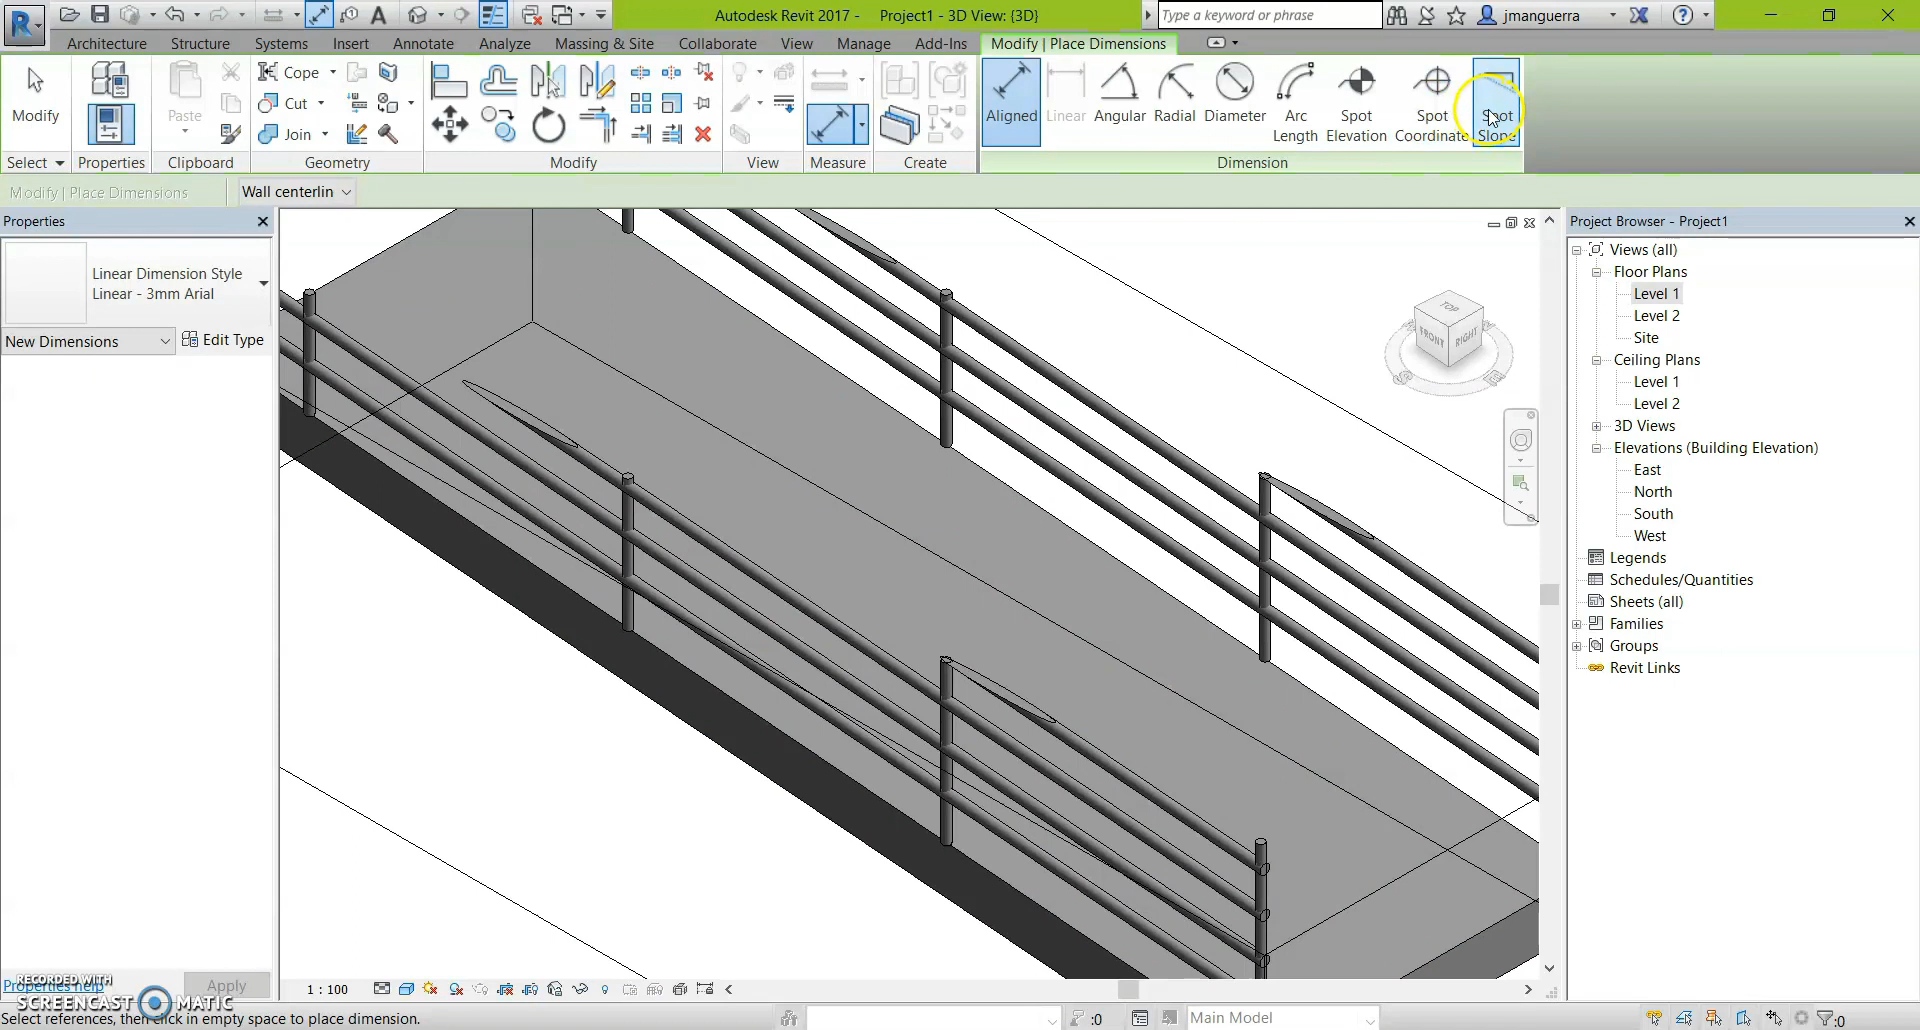 Autodesk Revit 2017 - Project1 - 3D View: {3D}
Type a keyword or phrase
jmanguerra
Architecture Structure Systems Insert Annotate Analyze Massing & Site Collaborate View Manage Add-Ins Modify | Place Dimensions
Modify
Paste
Cope
Cut
Join
Aligned Linear Angular Radial Diameter Arc Length Spot Elevation Spot Coordinate Spot Slope
Select Properties Clipboard Geometry Modify View Measure Create Dimension
Modify | Place Dimensions Wall centerlin
Properties
Linear Dimension Style
Linear - 3mm Arial
New Dimensions Edit Type
TOP
FRONT RIGHT
Project Browser - Project1
Views (all)
Floor Plans
Level 1
Level 2
Site
Ceiling Plans
Level 1
Level 2
3D Views
Elevations (Building Elevation)
East
North
South
West
Legends
Schedules/Quantities
Sheets (all)
Families
Groups
Revit Links
Properties help Apply
RECORDED WITH
SCREENCAST MATIC
1 : 100
Select references, then click in empty space to place dimension.
:0
Main Model
:0